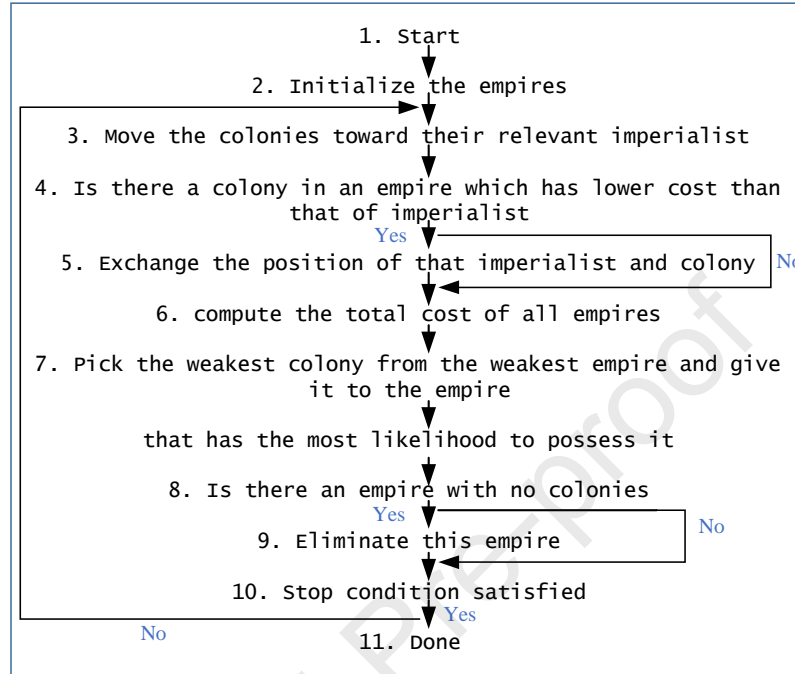 1. Start
2. Initialize the empires
3. Move the colonies toward their relevant imperialist
4. Is there a colony in an empire which has lower cost than
that of imperialist
Yes
5. Exchange the position of that imperialist and colony
No
6. compute the total cost of all empires
7. Pick the weakest colony from the weakest empire and give
it to the empire
that has the most likelihood to possess it
8. Is there an empire with no colonies
Yes
No
9. Eliminate this empire
10. Stop condition satisfied
Yes
No
11. Done
Pre-proof